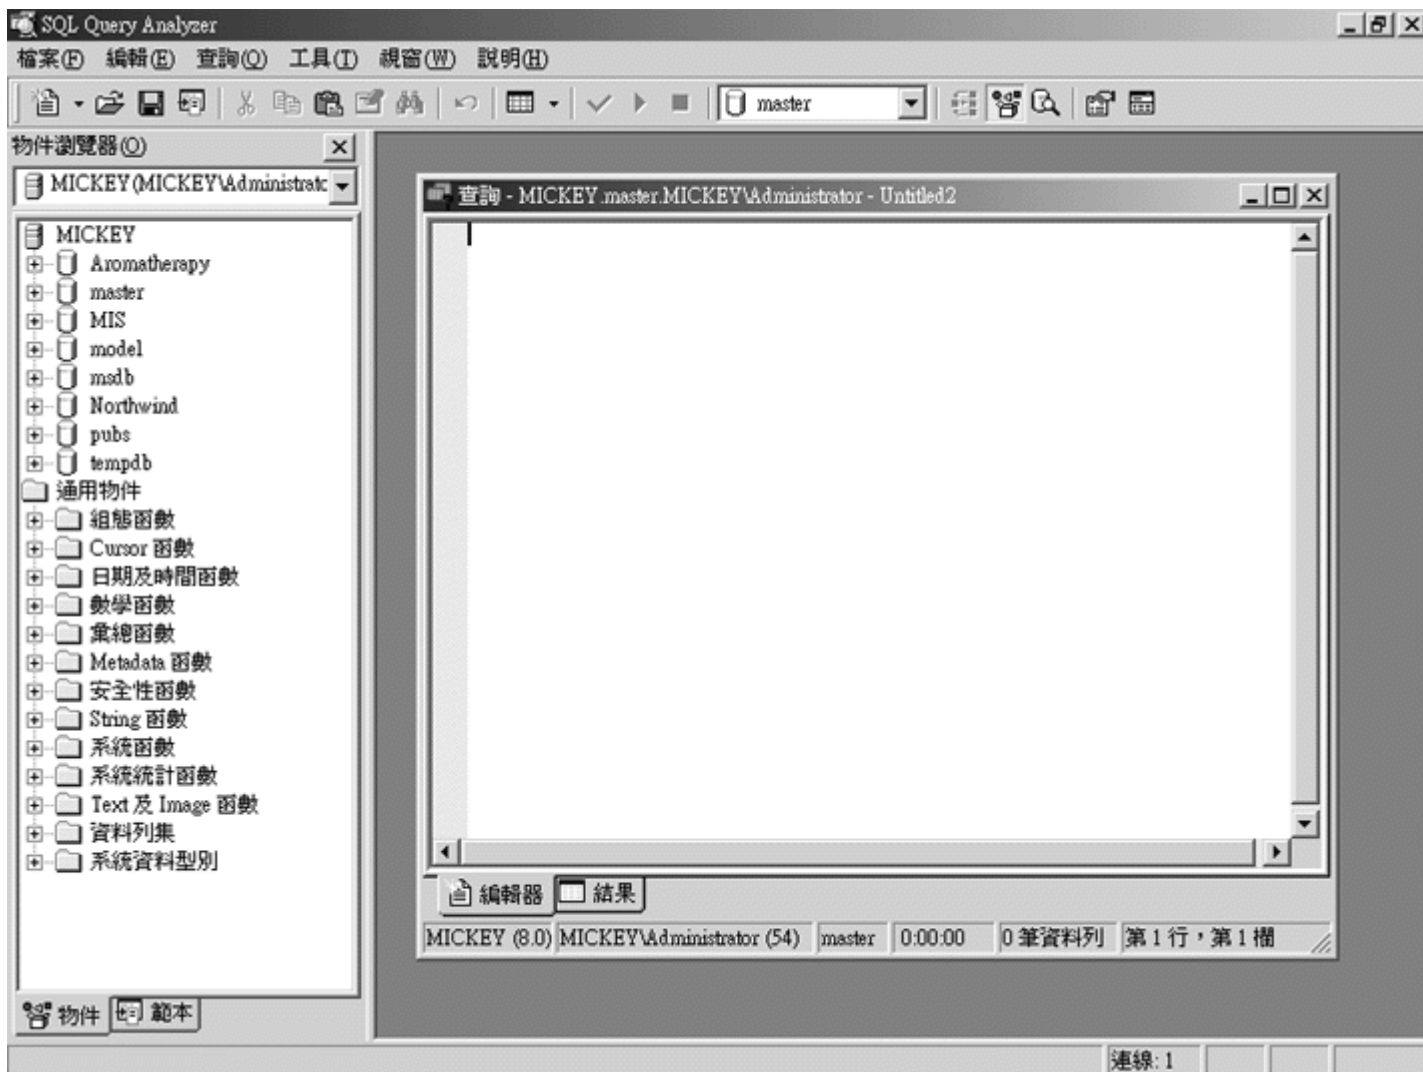 SQL Query Analyzer
檔案(F) 編輯(E) 查詢(Q) 工具(T) 視窗(W) 說明(H)
master
物件瀏覽器(O)
MICKEY (MICKEY\Administratc
MICKEY
Aromatherapy
master
MIS
model
msdb
Northwind
pubs
tempdb
通用物件
組態函數
Cursor 函數
日期及時間函數
數學函數
彙總函數
Metadata 函數
安全性函數
String 函數
系統函數
系統統計函數
Text 及 Image 函數
資料列集
系統資料型別
物件 範本
查詢 - MICKEY.master.MICKEY\Administrator - Untitled2
編輯器 結果
MICKEY (8.0) MICKEY\Administrator (54) master 0:00:00 0 筆資料列 第 1 行，第 1 欄
連線: 1